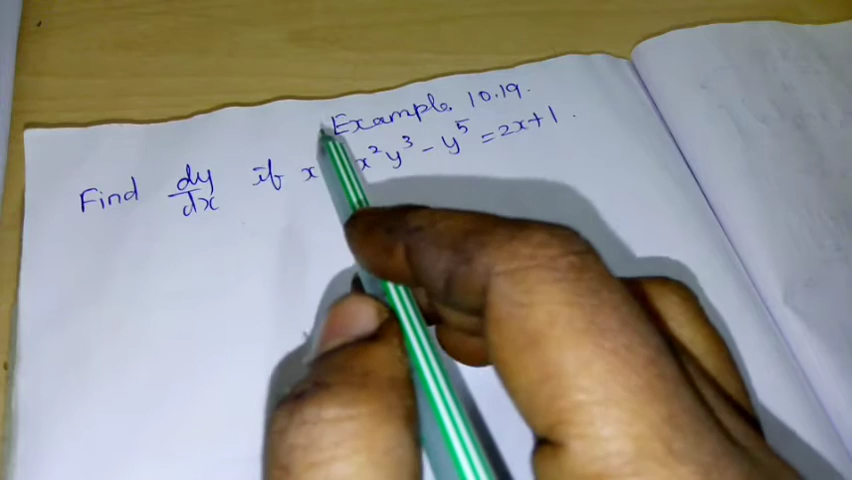 Example 10.19.
Find dy/dx if x x²y³ - y⁵ = 2x+1.